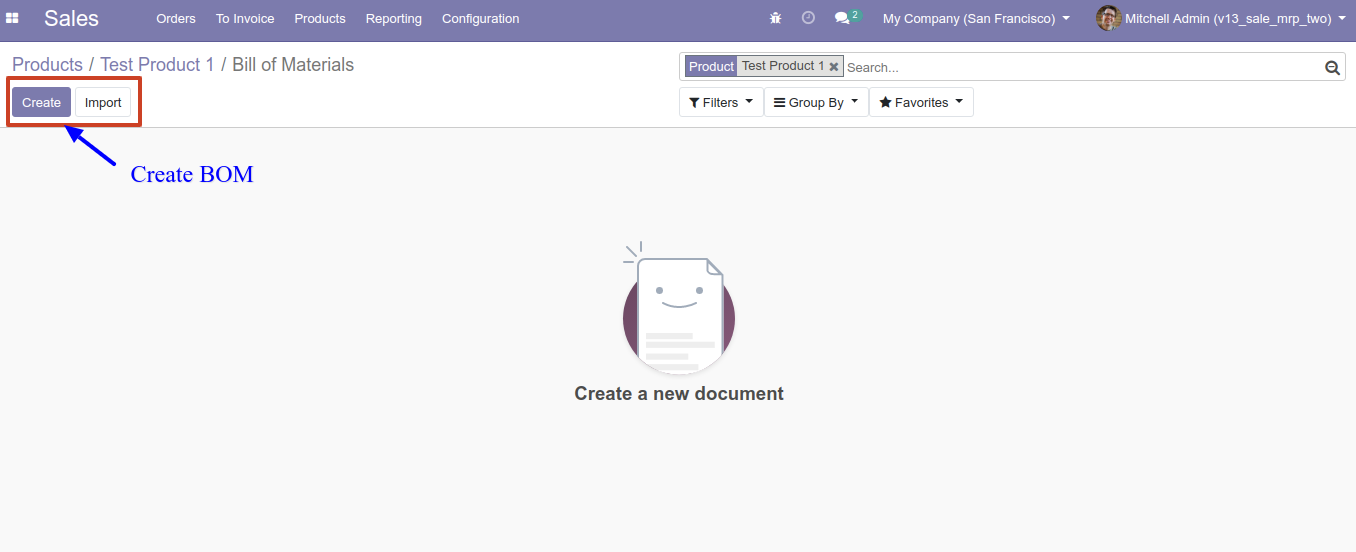 Sales Orders To Invoice Products Reporting Configuration 2 My Company (San Francisco) Mitchell Admin (v13_sale_mrp_two)
Products / Test Product 1 / Bill of Materials
Product Test Product 1 Search...
Create Import
Filters Group By Favorites
Create BOM
Create a new document